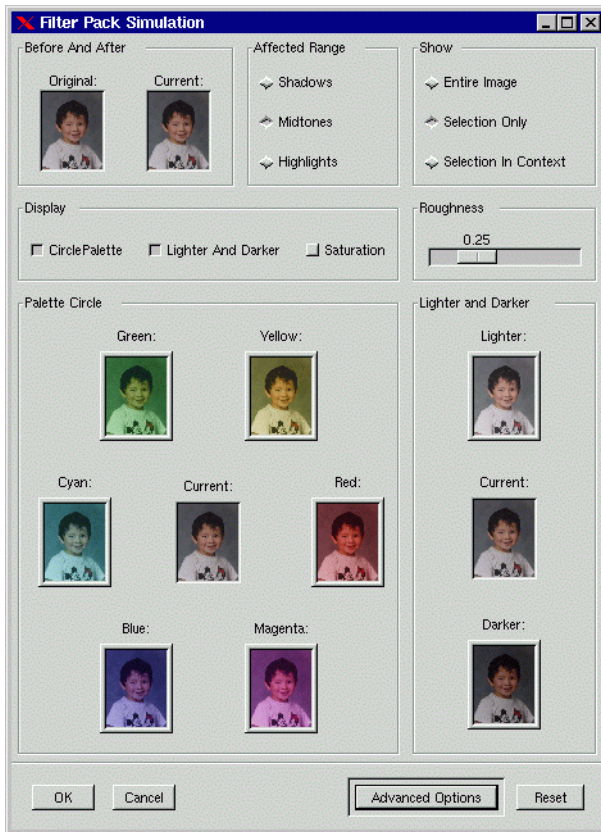 Filter Pack Simulation
Before And After
Original:
Current:
Affected Range
Shadows
Midtones
Highlights
Show
Entire Image
Selection Only
Selection In Context
Display
CirclePalette
Lighter And Darker
Saturation
Roughness
0.25
Palette Circle
Green:
Yellow:
Cyan:
Current:
Red:
Blue:
Magenta:
Lighter and Darker
Lighter:
Current:
Darker:
OK
Cancel
Advanced Options
Reset